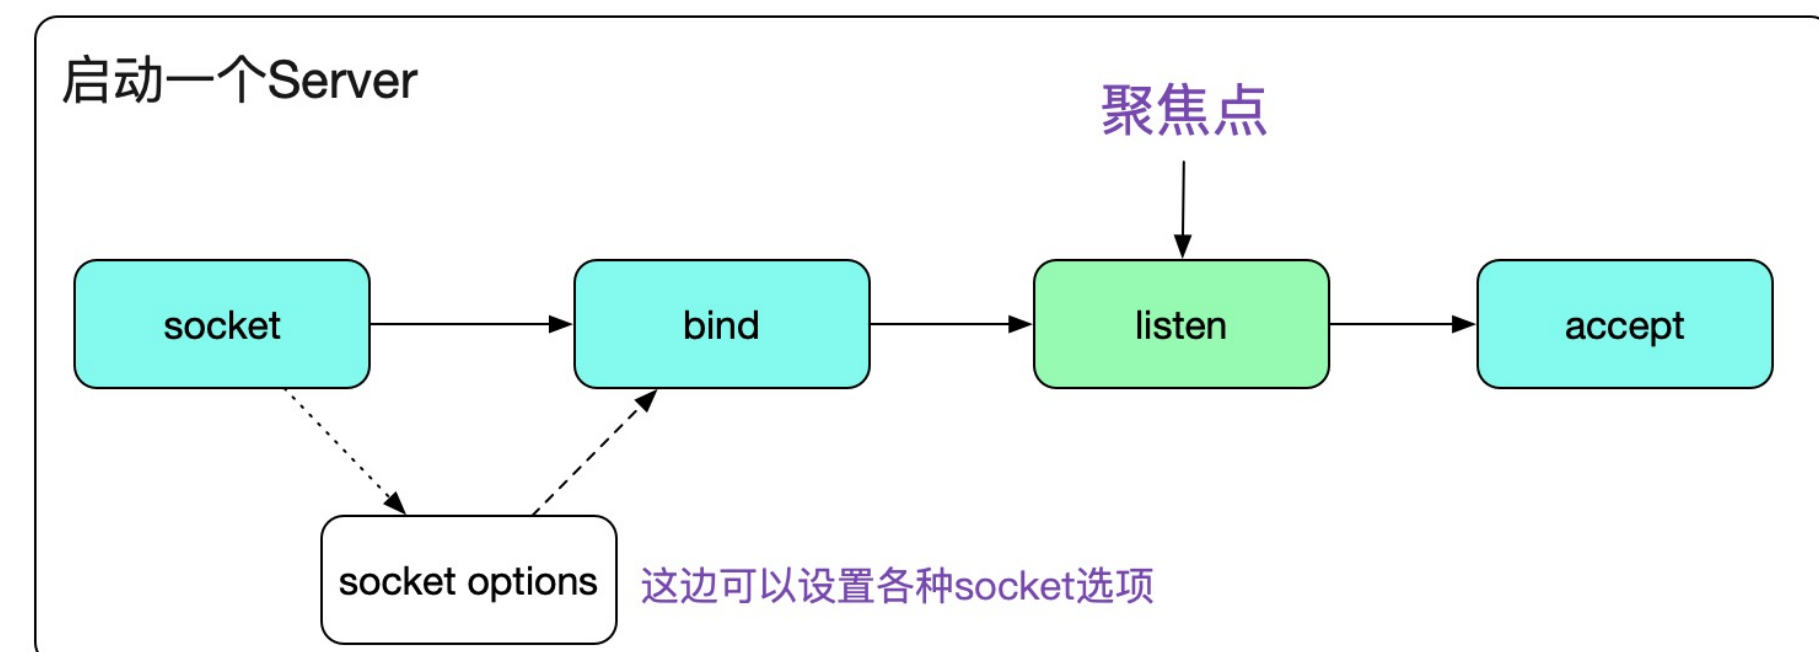 启动一个Server
聚焦点
socket
bind
listen
accept
socket options
这边可以设置各种socket选项